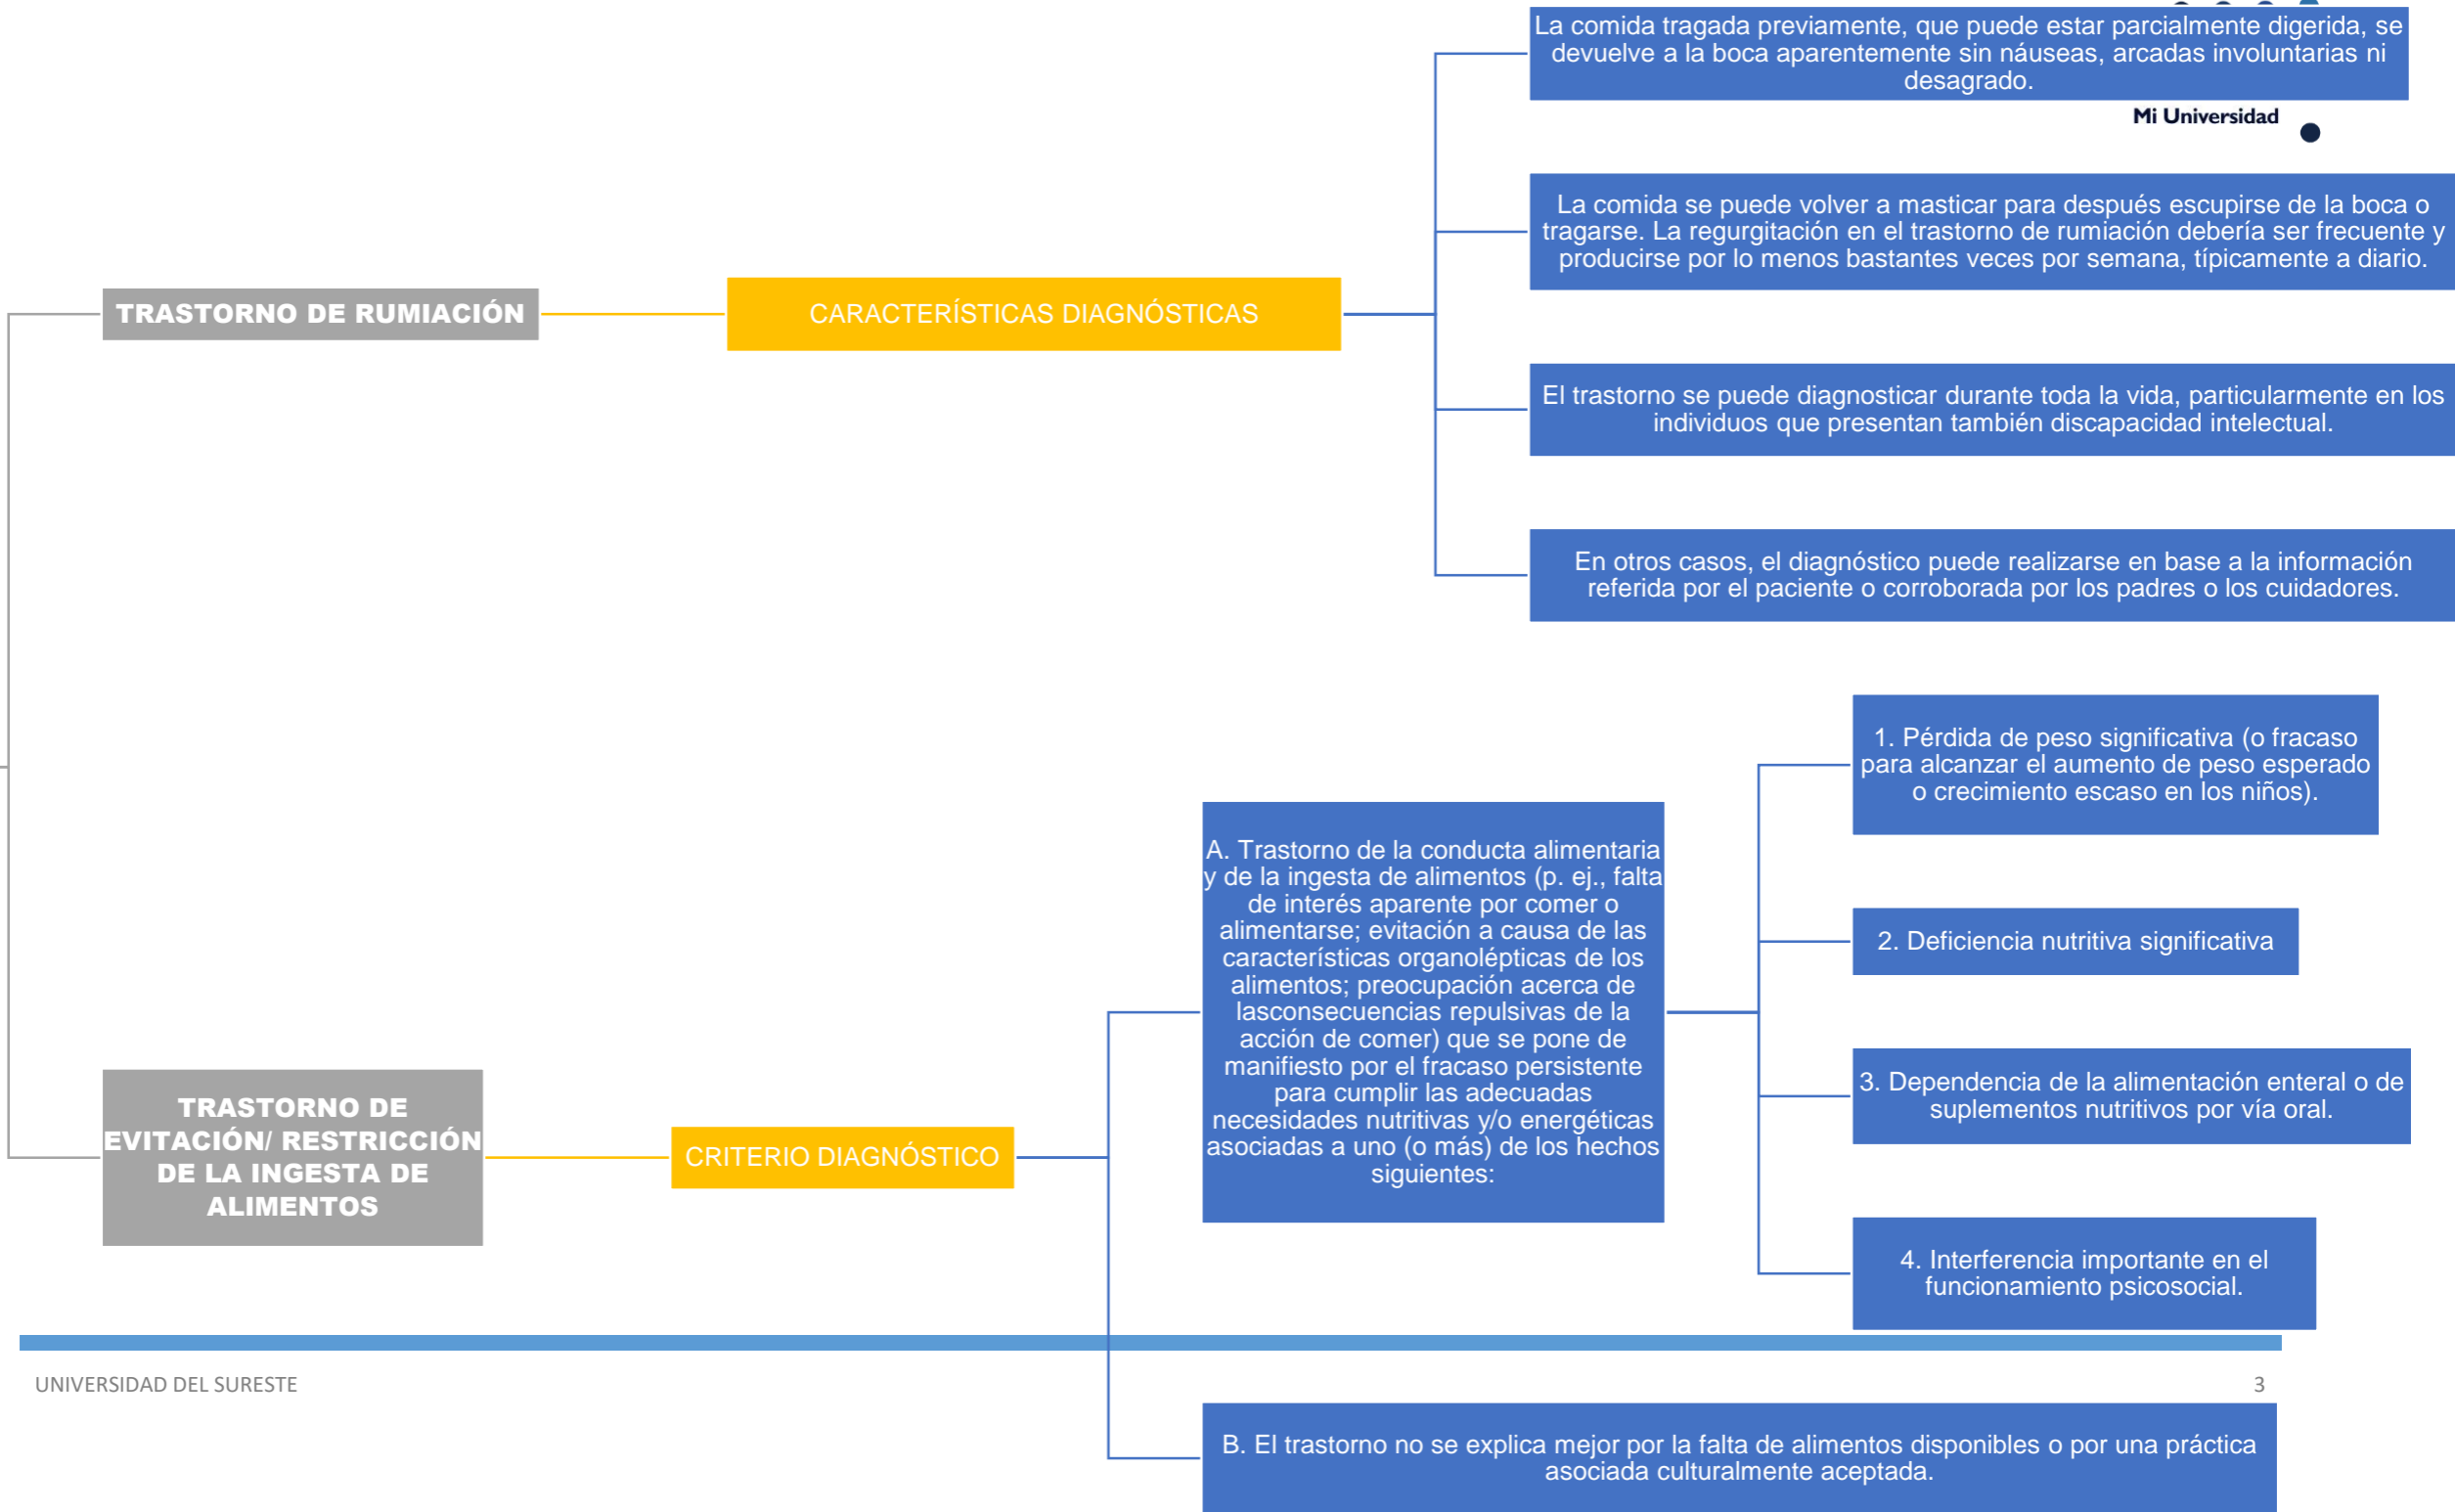 La comida tragada previamente, que puede estar parcialmente digerida, se
devuelve a la boca aparentemente sin náuseas, arcadas involuntarias ni
desagrado.
Mi Universidad
La comida se puede volver a masticar para después escupirse de la boca o
tragarse. La regurgitación en el trastorno de rumiación debería ser frecuente y
producirse por lo menos bastantes veces por semana, típicamente a diario.
TRASTORNO DE RUMIACIÓN
CARACTERÍSTICAS DIAGNÓSTICAS
El trastorno se puede diagnosticar durante toda la vida, particularmente en los
individuos que presentan también discapacidad intelectual.
En otros casos, el diagnóstico puede realizarse en base a la información
referida por el paciente o corroborada por los padres o los cuidadores.
TRASTORNO DE
EVITACIÓN/ RESTRICCIÓN
DE LA INGESTA DE
ALIMENTOS
CRITERIO DIAGNÓSTICO
A. Trastorno de la conducta alimentaria
y de la ingesta de alimentos (p. ej., falta
de interés aparente por comer o
alimentarse; evitación a causa de las
características organolépticas de los
alimentos; preocupación acerca de
lasconsecuencias repulsivas de la
acción de comer) que se pone de
manifiesto por el fracaso persistente
para cumplir las adecuadas
necesidades nutritivas y/o energéticas
asociadas a uno (o más) de los hechos
siguientes:
1. Pérdida de peso significativa (o fracaso
para alcanzar el aumento de peso esperado
o crecimiento escaso en los niños).
2. Deficiencia nutritiva significativa
3. Dependencia de la alimentación enteral o de
suplementos nutritivos por vía oral.
4. Interferencia importante en el
funcionamiento psicosocial.
UNIVERSIDAD DEL SURESTE
3
B. El trastorno no se explica mejor por la falta de alimentos disponibles o por una práctica
asociada culturalmente aceptada.